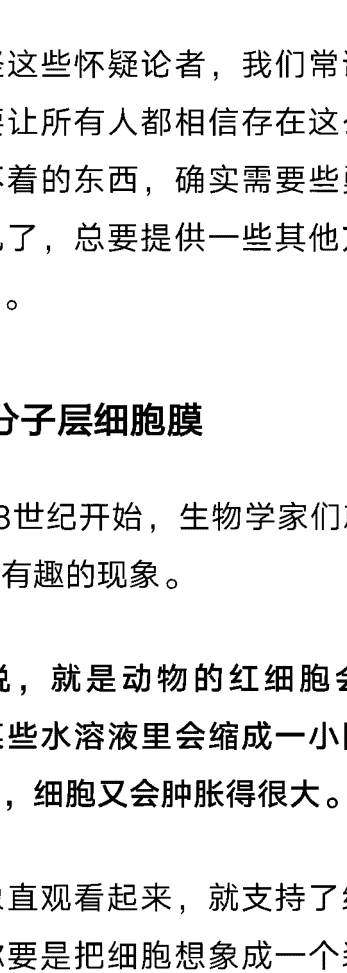 这些怀疑论者，我们常
让所有人都相信存在这
着的东西，确实需要些
了，总要提供一些其他
。
分子层细胞膜
8世纪开始，生物学家们
有趣的现象。
说，就是动物的红细胞会
某些水溶液里会缩成一小
，细胞又会肿胀得很大。
直观看起来，就支持了
要是把细胞想象成一个